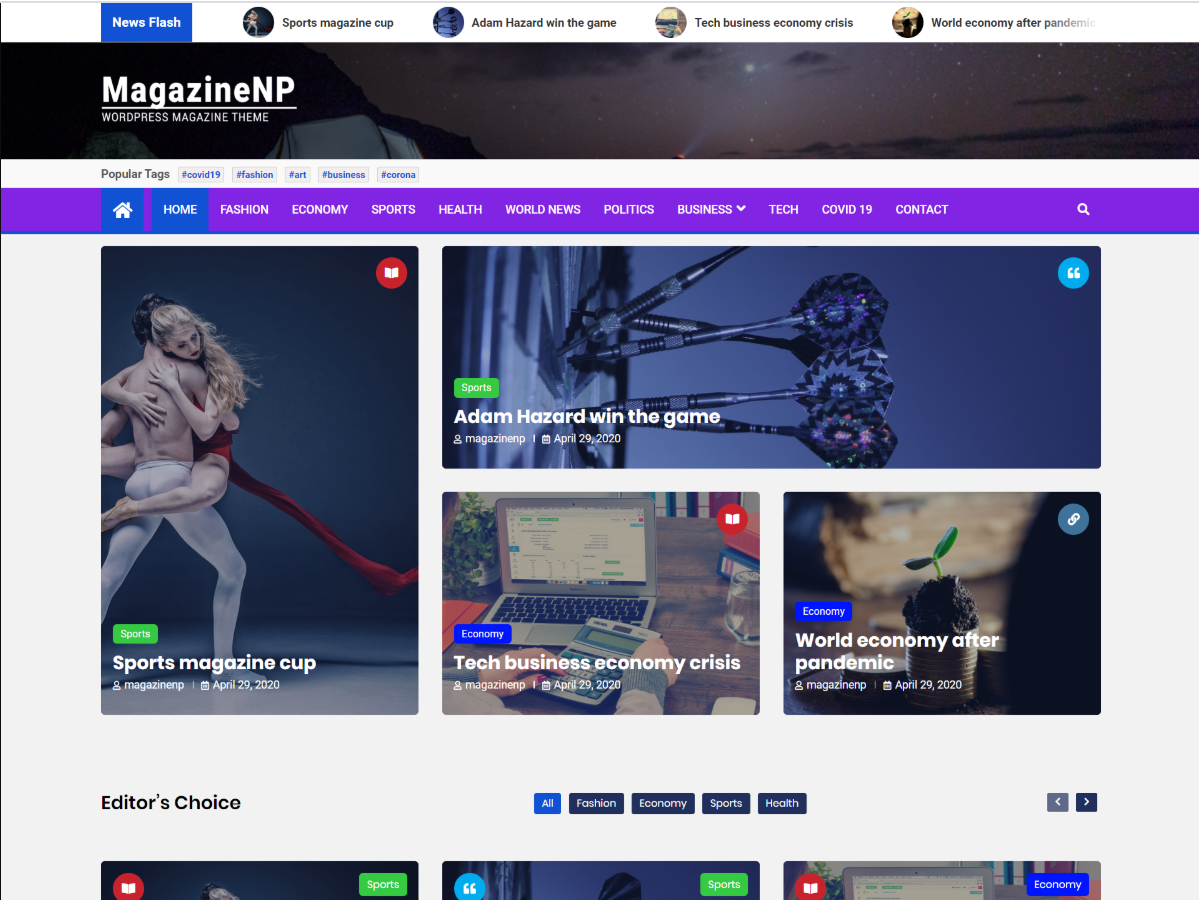 News Flash
Sports magazine cup
Adam Hazard win the game
Tech business economy crisis
World economy after pandemic
MagazineNP
WORDPRESS MAGAZINE THEME
Popular Tags #covid19 #fashion #art #business #corona
HOME FASHION ECONOMY SPORTS HEALTH WORLD NEWS POLITICS BUSINESS TECH COVID 19 CONTACT
Sports
Sports magazine cup
magazinenp | April 29, 2020
Sports
Adam Hazard win the game
magazinenp | April 29, 2020
Economy
Tech business economy crisis
magazinenp | April 29, 2020
Economy
World economy after
pandemic
magazinenp | April 29, 2020
Editor’s Choice
All Fashion Economy Sports Health
Sports
Sports
Economy